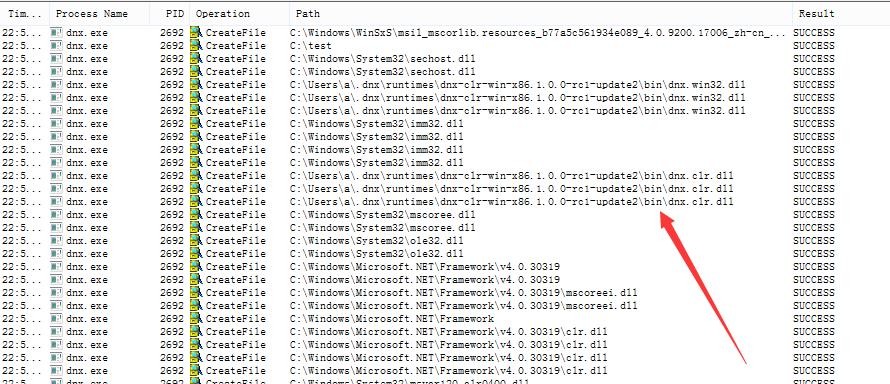 Tim... Process Name PID Operation Path Result
22:5... dnx.exe 2692 CreateFile C:\Windows\WinSxS\msil_mscorlib.resources_b77a5c561934e089_4.0.9200.17006_zh-cn_... SUCCESS
22:5... dnx.exe 2692 CreateFile C:\test SUCCESS
22:5... dnx.exe 2692 CreateFile C:\Windows\System32\sechost.dll SUCCESS
22:5... dnx.exe 2692 CreateFile C:\Windows\System32\sechost.dll SUCCESS
22:5... dnx.exe 2692 CreateFile C:\Users\a\.dnx\runtimes\dnx-clr-win-x86.1.0.0-rc1-update2\bin\dnx.win32.dll SUCCESS
22:5... dnx.exe 2692 CreateFile C:\Users\a\.dnx\runtimes\dnx-clr-win-x86.1.0.0-rc1-update2\bin\dnx.win32.dll SUCCESS
22:5... dnx.exe 2692 CreateFile C:\Users\a\.dnx\runtimes\dnx-clr-win-x86.1.0.0-rc1-update2\bin\dnx.win32.dll SUCCESS
22:5... dnx.exe 2692 CreateFile C:\Windows\System32\imm32.dll SUCCESS
22:5... dnx.exe 2692 CreateFile C:\Windows\System32\imm32.dll SUCCESS
22:5... dnx.exe 2692 CreateFile C:\Windows\System32\imm32.dll SUCCESS
22:5... dnx.exe 2692 CreateFile C:\Windows\System32\imm32.dll SUCCESS
22:5... dnx.exe 2692 CreateFile C:\Users\a\.dnx\runtimes\dnx-clr-win-x86.1.0.0-rc1-update2\bin\dnx.clr.dll SUCCESS
22:5... dnx.exe 2692 CreateFile C:\Users\a\.dnx\runtimes\dnx-clr-win-x86.1.0.0-rc1-update2\bin\dnx.clr.dll SUCCESS
22:5... dnx.exe 2692 CreateFile C:\Users\a\.dnx\runtimes\dnx-clr-win-x86.1.0.0-rc1-update2\bin\dnx.clr.dll SUCCESS
22:5... dnx.exe 2692 CreateFile C:\Windows\System32\mscoree.dll SUCCESS
22:5... dnx.exe 2692 CreateFile C:\Windows\System32\mscoree.dll SUCCESS
22:5... dnx.exe 2692 CreateFile C:\Windows\System32\ole32.dll SUCCESS
22:5... dnx.exe 2692 CreateFile C:\Windows\System32\ole32.dll SUCCESS
22:5... dnx.exe 2692 CreateFile C:\Windows\Microsoft.NET\Framework\v4.0.30319 SUCCESS
22:5... dnx.exe 2692 CreateFile C:\Windows\Microsoft.NET\Framework\v4.0.30319 SUCCESS
22:5... dnx.exe 2692 CreateFile C:\Windows\Microsoft.NET\Framework\v4.0.30319\mscoreei.dll SUCCESS
22:5... dnx.exe 2692 CreateFile C:\Windows\Microsoft.NET\Framework\v4.0.30319\mscoreei.dll SUCCESS
22:5... dnx.exe 2692 CreateFile C:\Windows\Microsoft.NET\Framework SUCCESS
22:5... dnx.exe 2692 CreateFile C:\Windows\Microsoft.NET\Framework\v4.0.30319\clr.dll SUCCESS
22:5... dnx.exe 2692 CreateFile C:\Windows\Microsoft.NET\Framework\v4.0.30319\clr.dll SUCCESS
22:5... dnx.exe 2692 CreateFile C:\Windows\Microsoft.NET\Framework\v4.0.30319\clr.dll SUCCESS
22:5... dnx.exe 2692 CreateFile C:\Windows\Microsoft.NET\Framework\v4.0.30319\clr.dll SUCCESS
22:5... dnx.exe 2692 CreateFile C:\Windows\System32\msvcr120_clr0400.dll SUCCESS